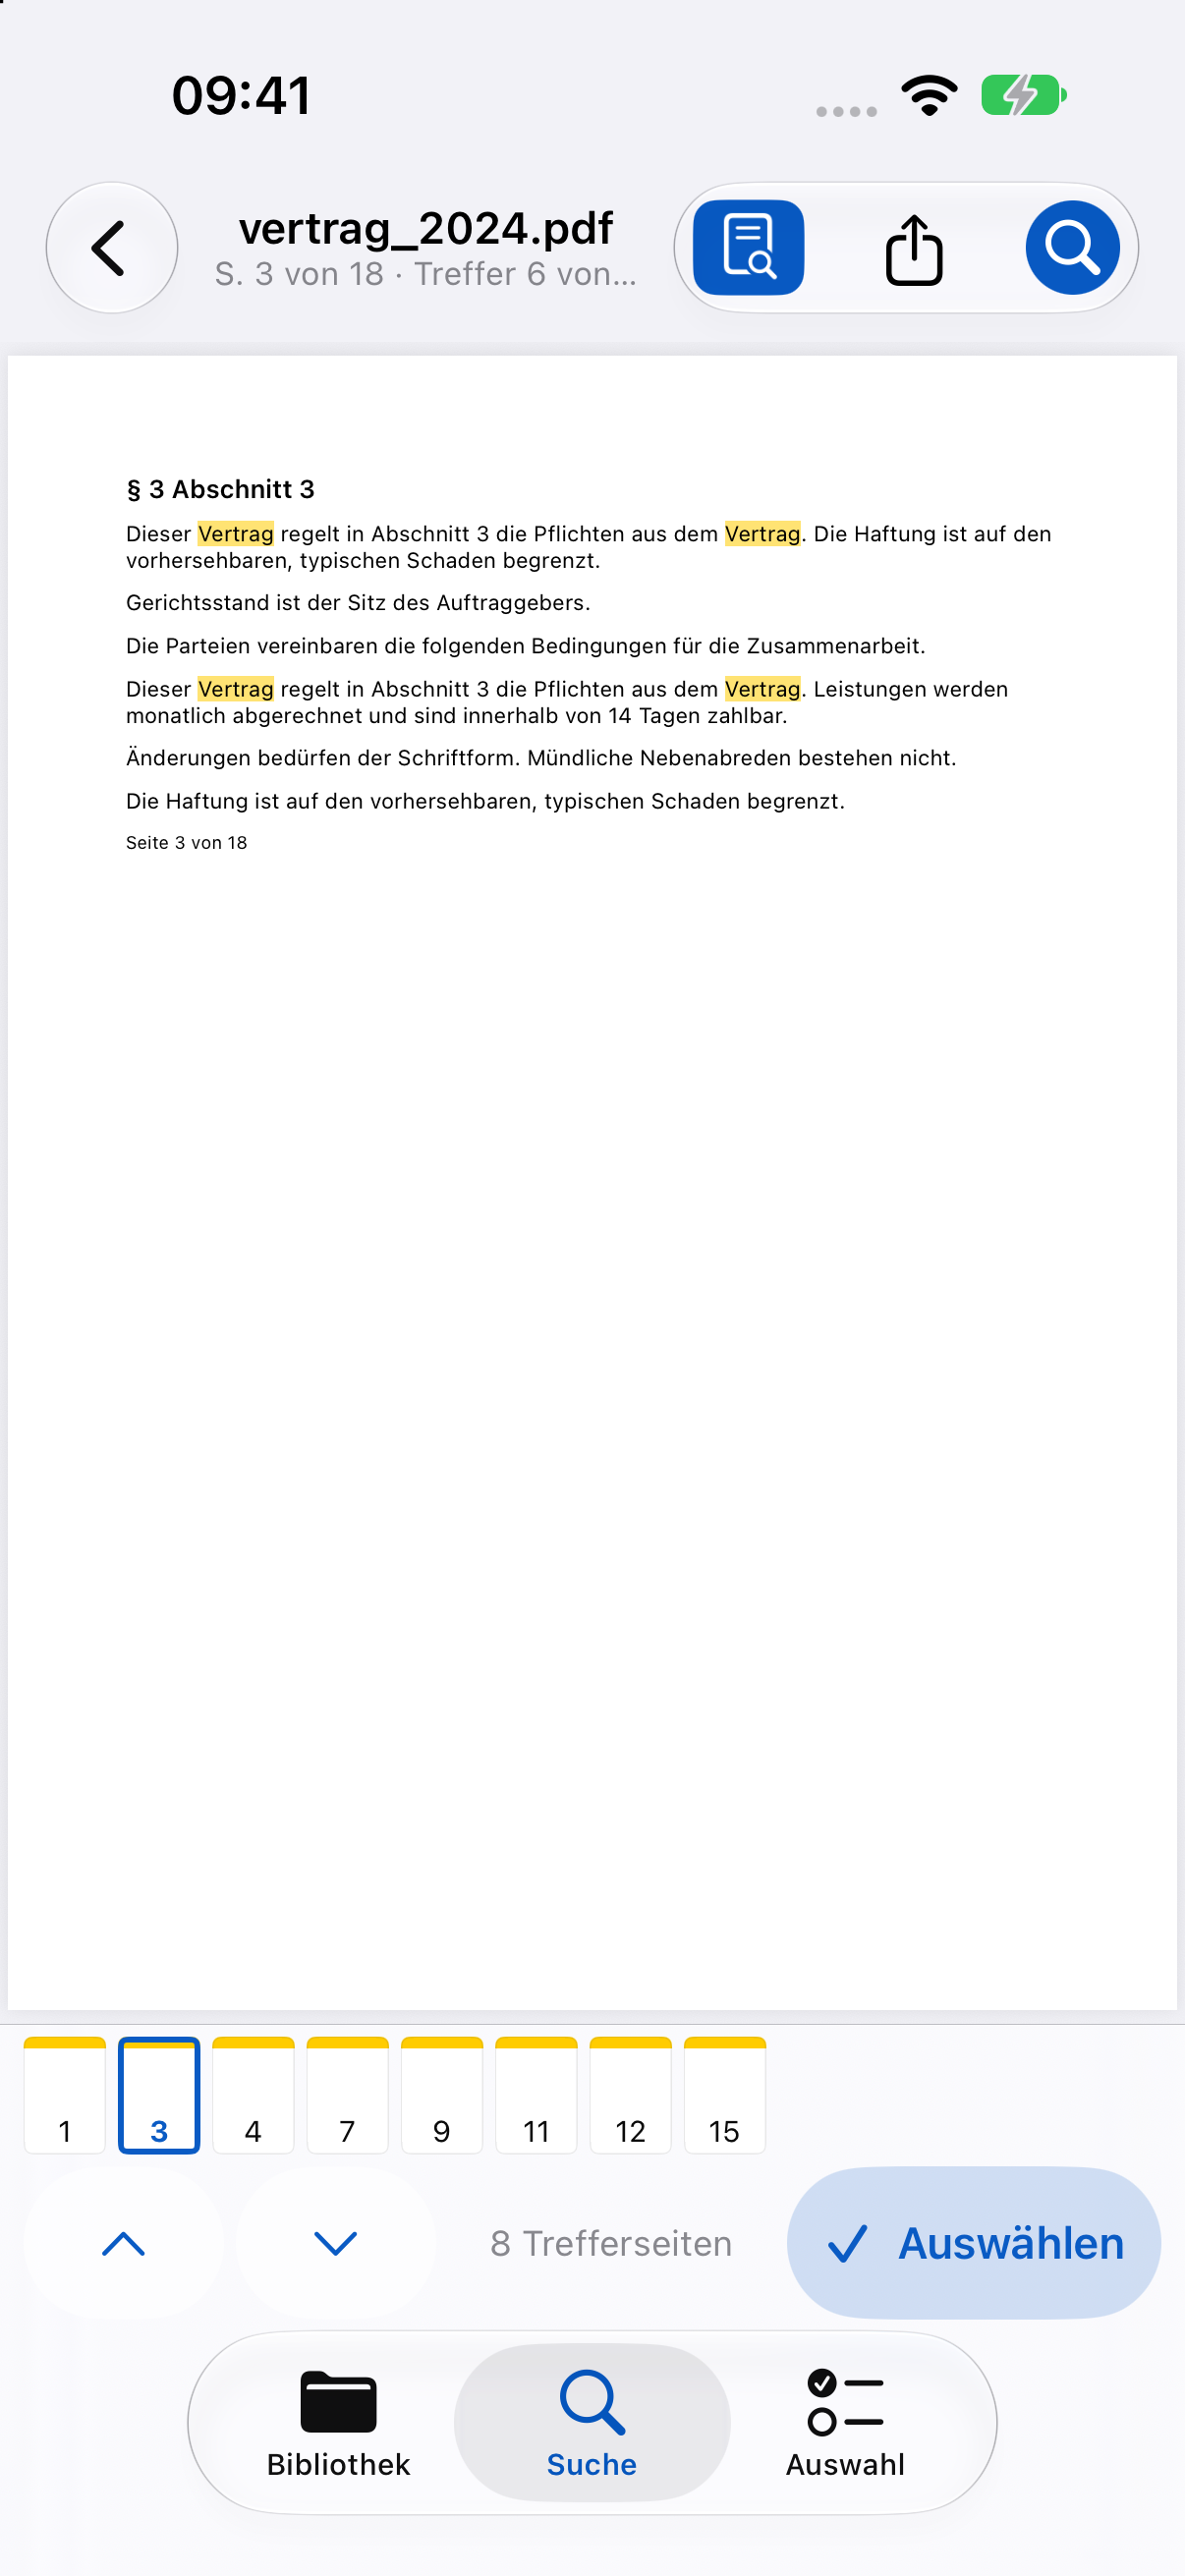 09:41
vertrag_2024.pdf
S. 3 von 18 · Treffer 6 von...
§ 3 Abschnitt 3
Dieser Vertrag regelt in Abschnitt 3 die Pflichten aus dem Vertrag. Die Haftung ist auf den
vorhersehbaren, typischen Schaden begrenzt.
Gerichtsstand ist der Sitz des Auftraggebers.
Die Parteien vereinbaren die folgenden Bedingungen für die Zusammenarbeit.
Dieser Vertrag regelt in Abschnitt 3 die Pflichten aus dem Vertrag. Leistungen werden
monatlich abgerechnet und sind innerhalb von 14 Tagen zahlbar.
Änderungen bedürfen der Schriftform. Mündliche Nebenabreden bestehen nicht.
Die Haftung ist auf den vorhersehbaren, typischen Schaden begrenzt.
Seite 3 von 18
1 3 4 7 9 11 12 15
8 Trefferseiten Auswählen
Bibliothek Suche Auswahl